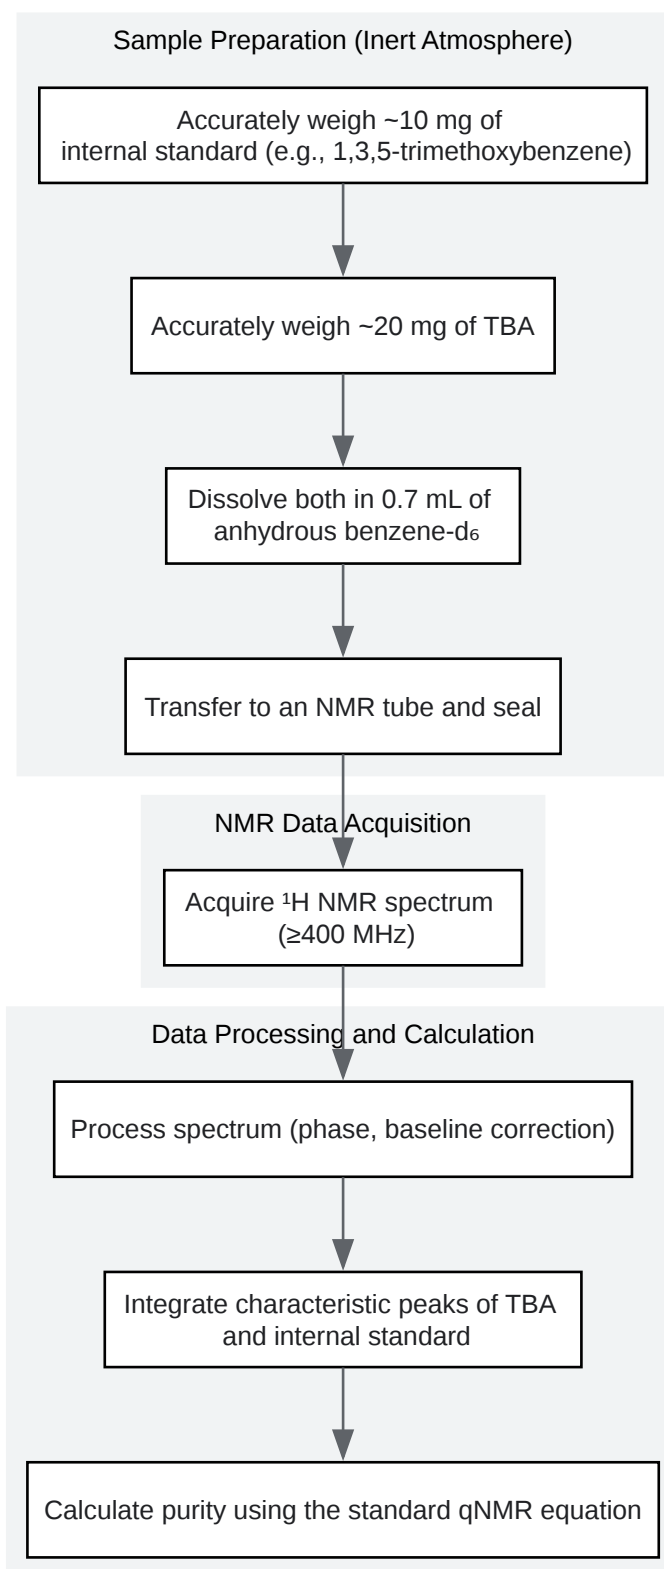 Sample Preparation (Inert Atmosphere)
Accurately weigh ~10 mg of
internal standard (e.g., 1,3,5-trimethoxybenzene)
Accurately weigh ~20 mg of TBA
Dissolve both in 0.7 mL of
anhydrous benzene-d₆
Transfer to an NMR tube and seal
NMR Data Acquisition
Acquire ¹H NMR spectrum
(≥400 MHz)
Data Processing and Calculation
Process spectrum (phase, baseline correction)
Integrate characteristic peaks of TBA
and internal standard
Calculate purity using the standard qNMR equation